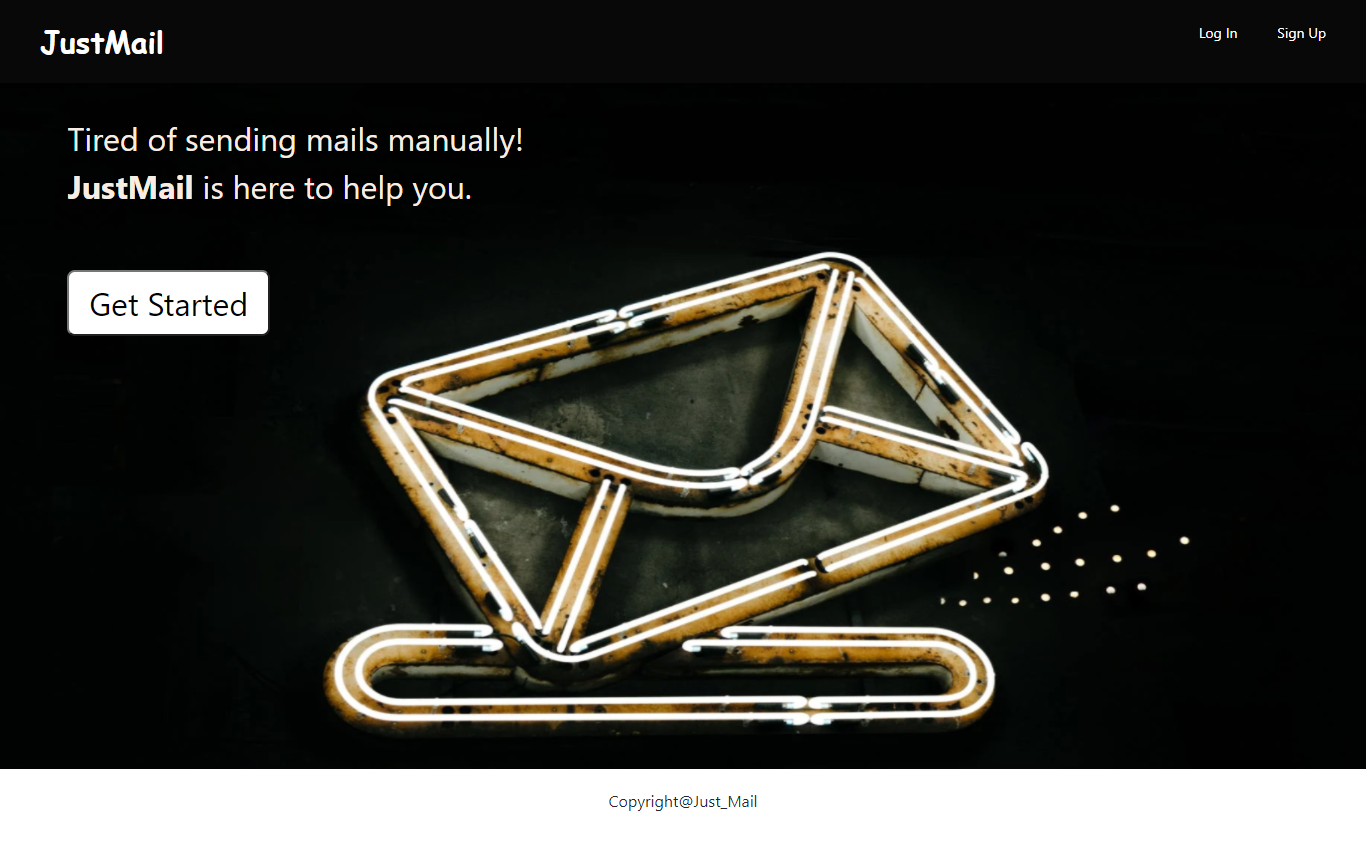 JustMail
Log In
Sign Up
Tired of sending mails manually!
JustMail is here to help you.
Get Started
Copyright@Just_Mail